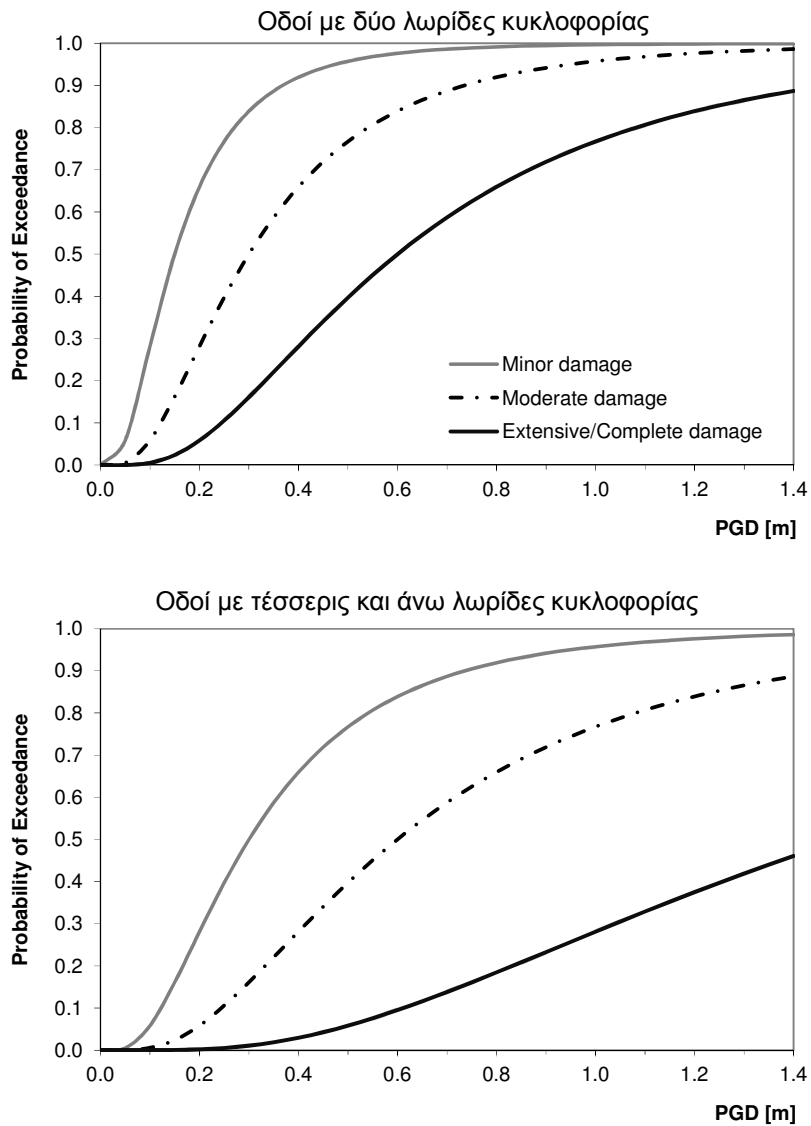 Οδοί με δύο λωρίδες κυκλοφορίας
1.0
0.9
0.8
0.7
0.6
0.5
0.4
0.3
0.2
0.1
0.0
Probability of Exceedance
Minor damage
Moderate damage
Extensive/Complete damage
0.0 0.2 0.4 0.6 0.8 1.0 1.2 1.4
PGD [m]
Οδοί με τέσσερις και άνω λωρίδες κυκλοφορίας
1.0
0.9
0.8
0.7
0.6
0.5
0.4
0.3
0.2
0.1
0.0
Probability of Exceedance
0.0 0.2 0.4 0.6 0.8 1.0 1.2 1.4
PGD [m]